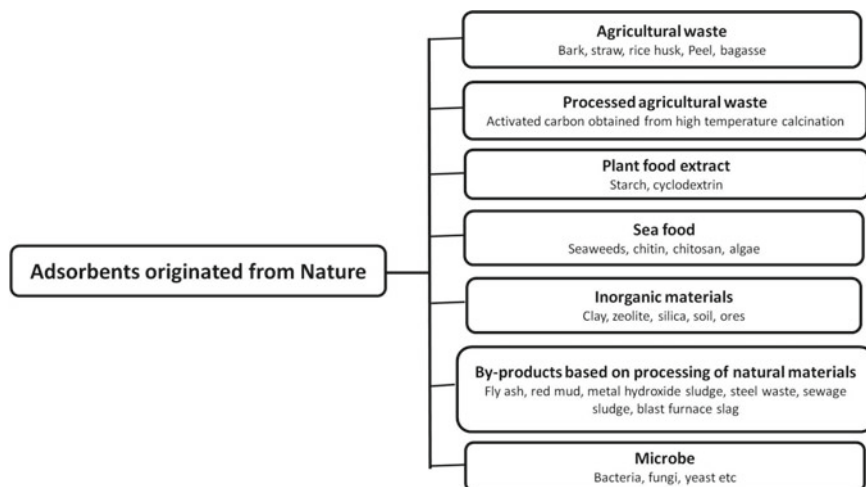 Agricultural waste
Bark, straw, rice husk, Peel, bagasse
Processed agricultural waste
Activated carbon obtained from high temperature calcination
Plant food extract
Starch, cyclodextrin
Sea food
Seaweeds, chitin, chitosan, algae
Adsorbents originated from Nature
Inorganic materials
Clay, zeolite, silica, soil, ores
By-products based on processing of natural materials
Fly ash, red mud, metal hydroxide sludge, steel waste, sewage
sludge, blast furnace slag
Microbe
Bacteria, fungi, yeast etc